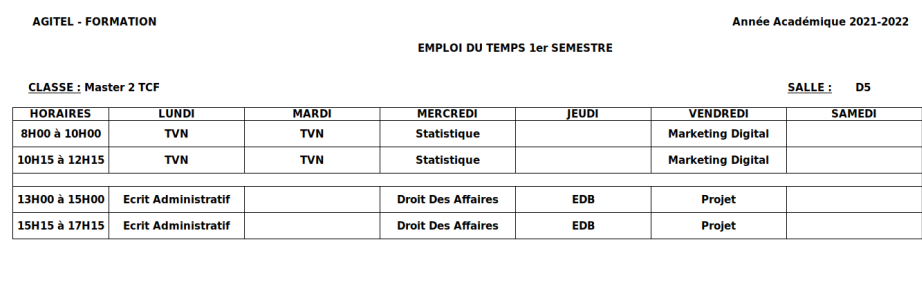 AGITEL - FORMATION Année Académique 2021-2022
EMPLOI DU TEMPS 1er SEMESTRE
CLASSE : Master 2 TCF SALLE : D5
HORAIRES LUNDI MARDI MERCREDI JEUDI VENDREDI SAMEDI
8H00 à 10H00 TVN TVN Statistique Marketing Digital
10H15 à 12H15 TVN TVN Statistique Marketing Digital
13H00 à 15H00 Ecrit Administratif Droit Des Affaires EDB Projet
15H15 à 17H15 Ecrit Administratif Droit Des Affaires EDB Projet